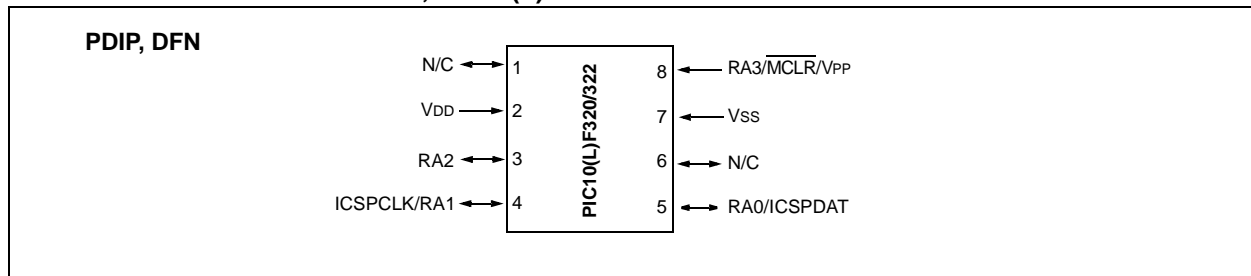 PDIP, DFN
N/C 1
VDD 2
RA2 3
ICSPCLK/RA1 4
PIC10(L)F320/322
8 RA3/MCLR/VPP
7 VSS
6 N/C
5 RA0/ICSPDAT